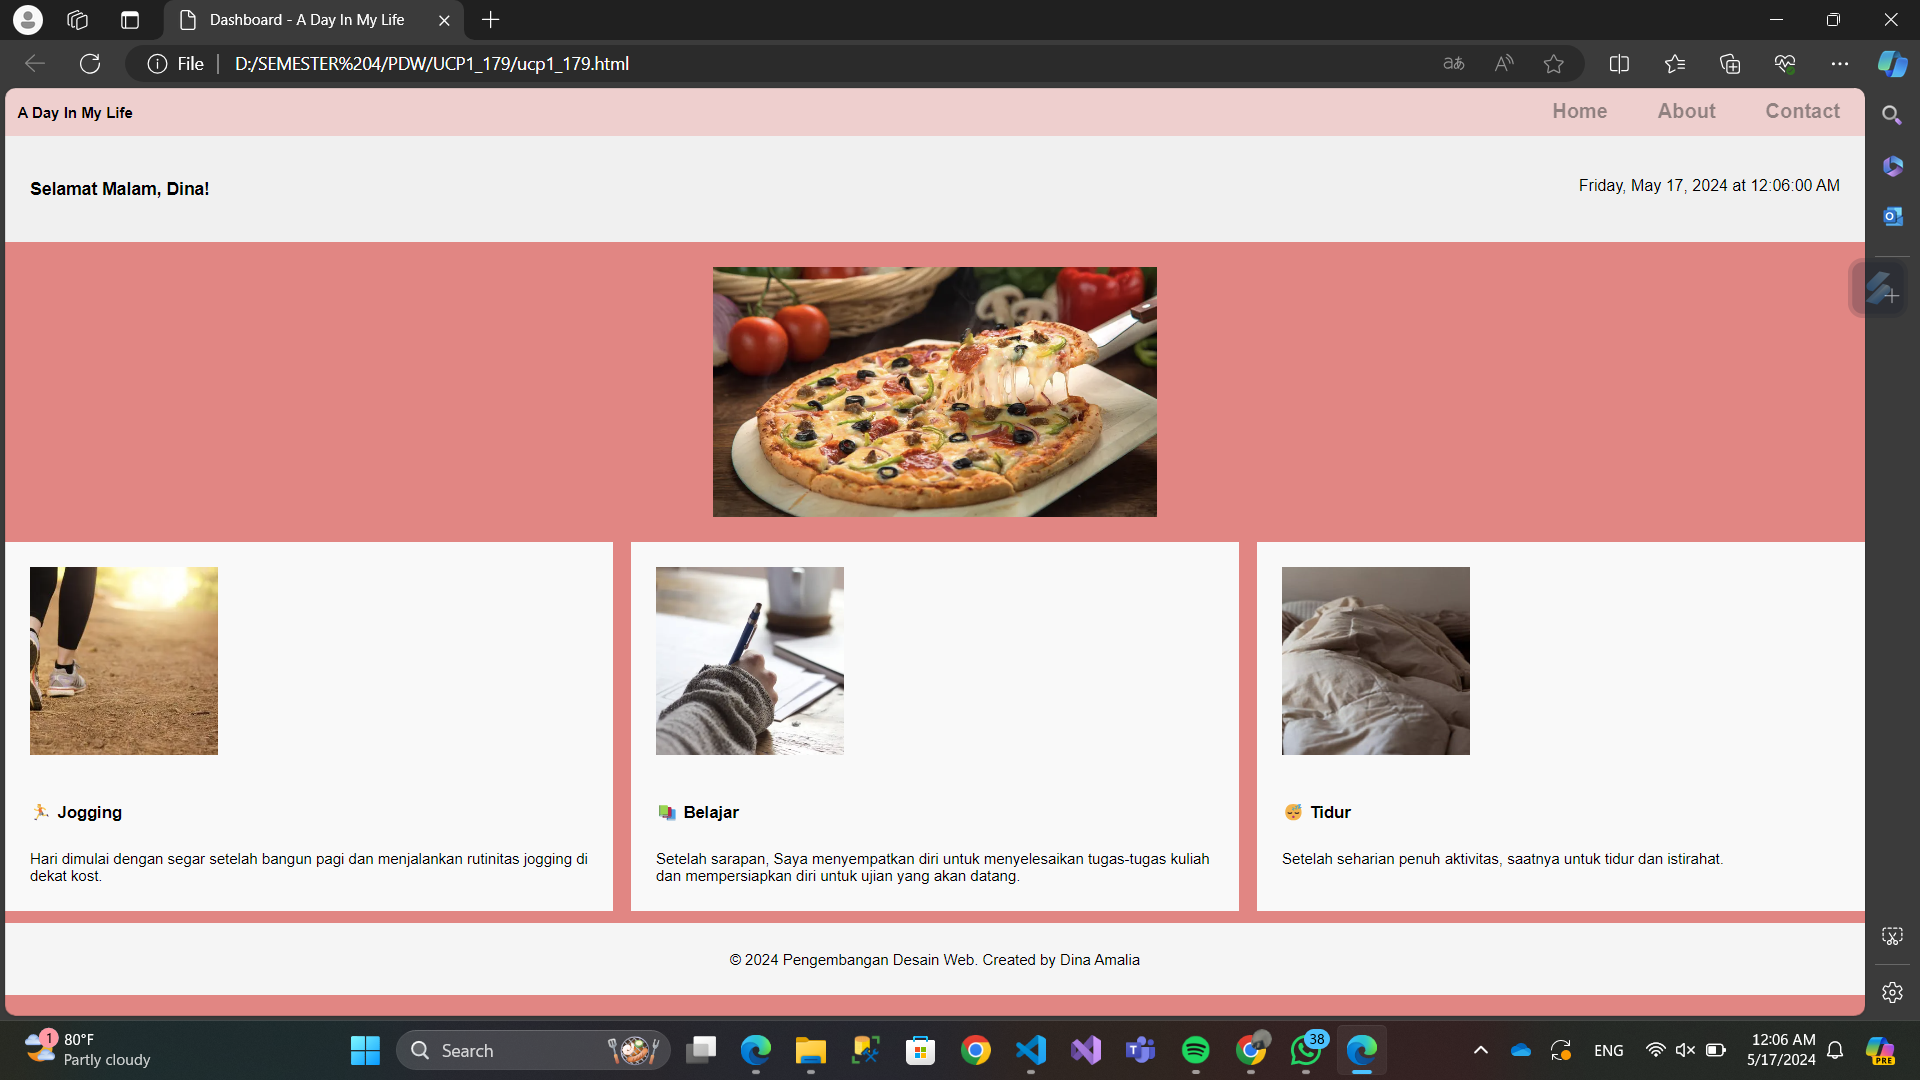 Dashboard - A Day In My Life
File
D:/SEMESTER%204/PDW/UCP1_179/ucp1_179.html
A Day In My Life
Home
About
Contact
Selamat Malam, Dina!
Friday, May 17, 2024 at 12:06:00 AM
🏃 Jogging
Hari dimulai dengan segar setelah bangun pagi dan menjalankan rutinitas jogging di
dekat kost.
📚 Belajar
Setelah sarapan, Saya menyempatkan diri untuk menyelesaikan tugas-tugas kuliah
dan mempersiapkan diri untuk ujian yang akan datang.
😴 Tidur
Setelah seharian penuh aktivitas, saatnya untuk tidur dan istirahat.
© 2024 Pengembangan Desain Web. Created by Dina Amalia
1
80°F
Partly cloudy
Search
38
ENG
12:06 AM
5/17/2024
PRE